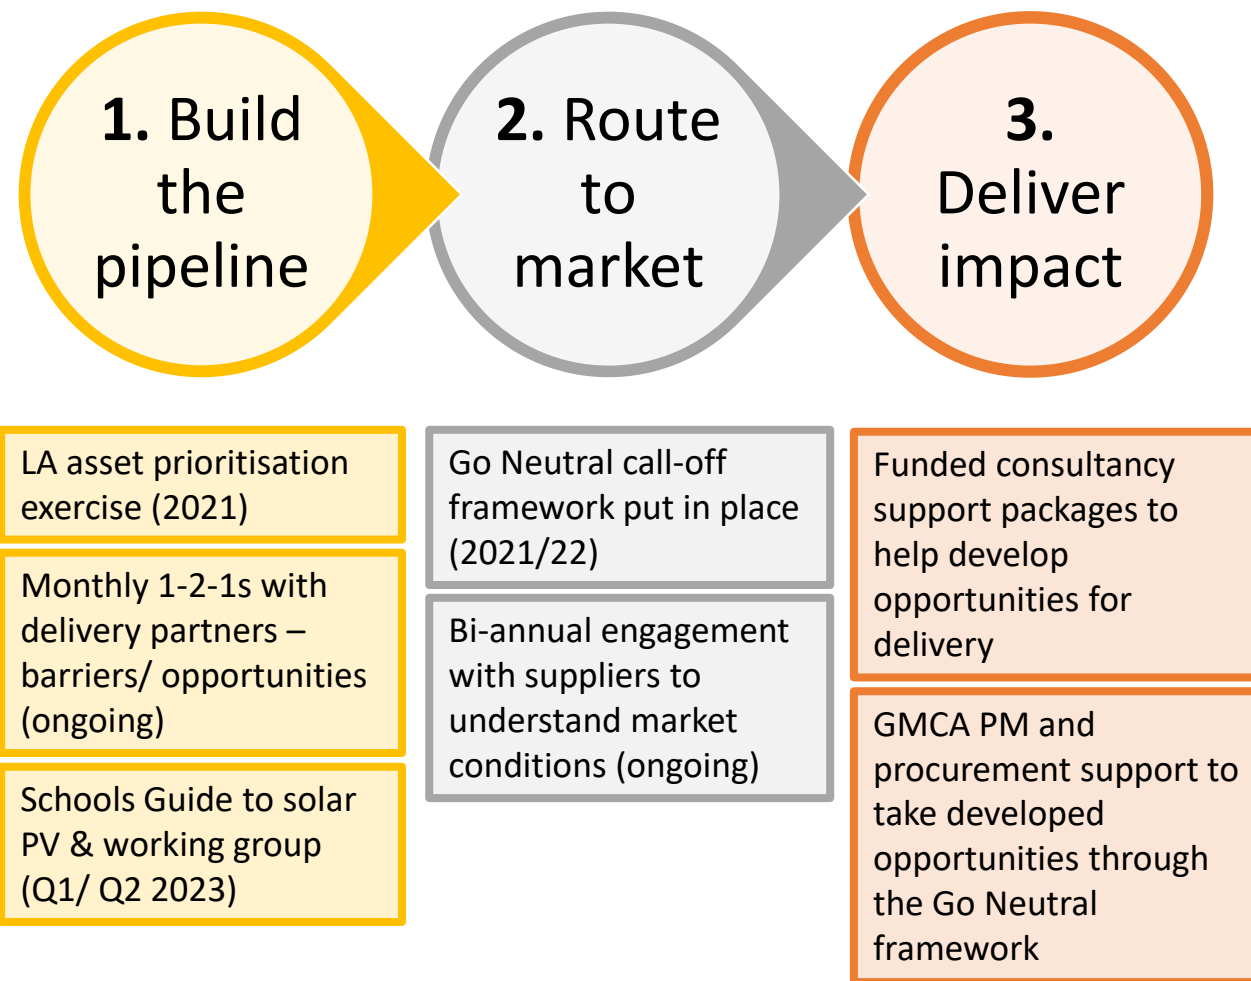 1. Build
the
pipeline
2. Route
to
market
3.
Deliver
impact
LA asset prioritisation
exercise (2021)
Monthly 1-2-1s with
delivery partners –
barriers/ opportunities
(ongoing)
Schools Guide to solar
PV & working group
(Q1/ Q2 2023)
Go Neutral call-off
framework put in place
(2021/22)
Bi-annual engagement
with suppliers to
understand market
conditions (ongoing)
Funded consultancy
support packages to
help develop
opportunities for
delivery
GMCA PM and
procurement support to
take developed
opportunities through
the Go Neutral
framework